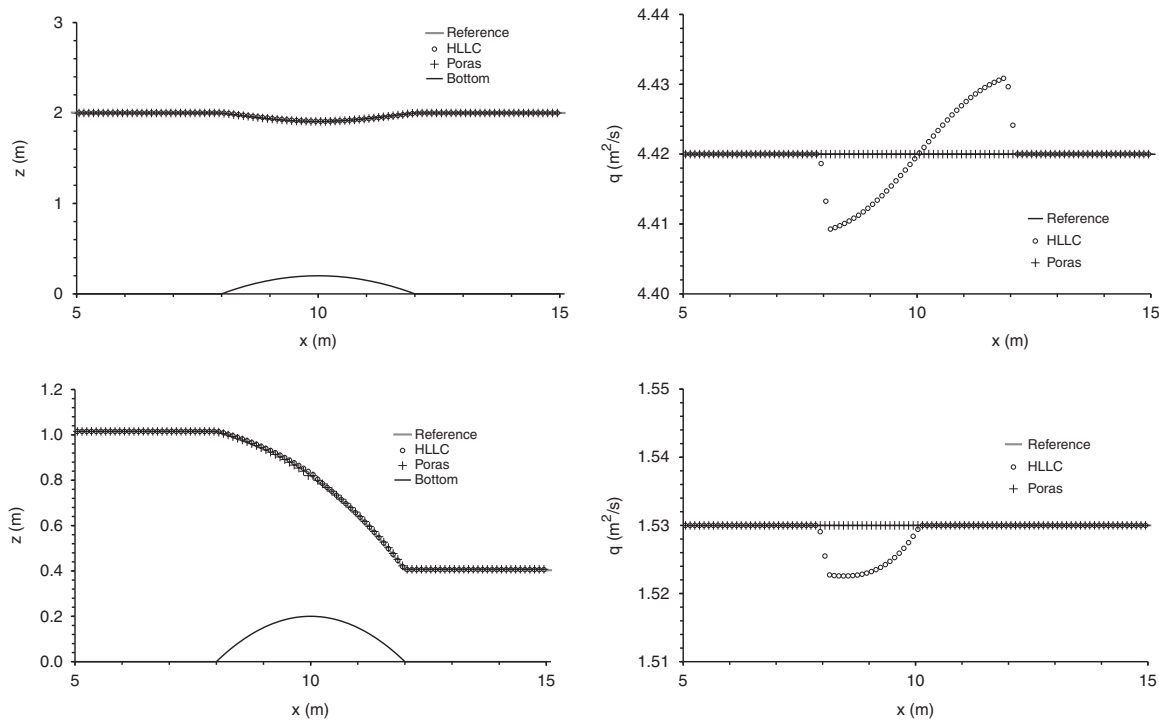 3
2
1
0
z (m)
5
10
15
x (m)
Reference
HLLC
Poras
Bottom
4.44
4.43
4.42
4.41
4.40
q (m²/s)
5
10
15
x (m)
Reference
HLLC
Poras
1.2
1.0
0.8
0.6
0.4
0.2
0.0
z (m)
5
10
15
x (m)
Reference
HLLC
Poras
Bottom
1.55
1.54
1.530
1.522
1.51
q (m²/s)
5
10
15
x (m)
Reference
HLLC
Poras